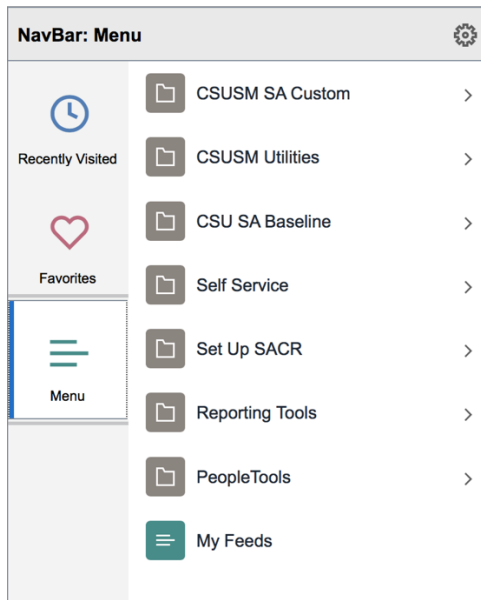 NavBar: Menu
Recently Visited
Favorites
Menu
CSUSM SA Custom
CSUSM Utilities
CSU SA Baseline
Self Service
Set Up SACR
Reporting Tools
PeopleTools
My Feeds